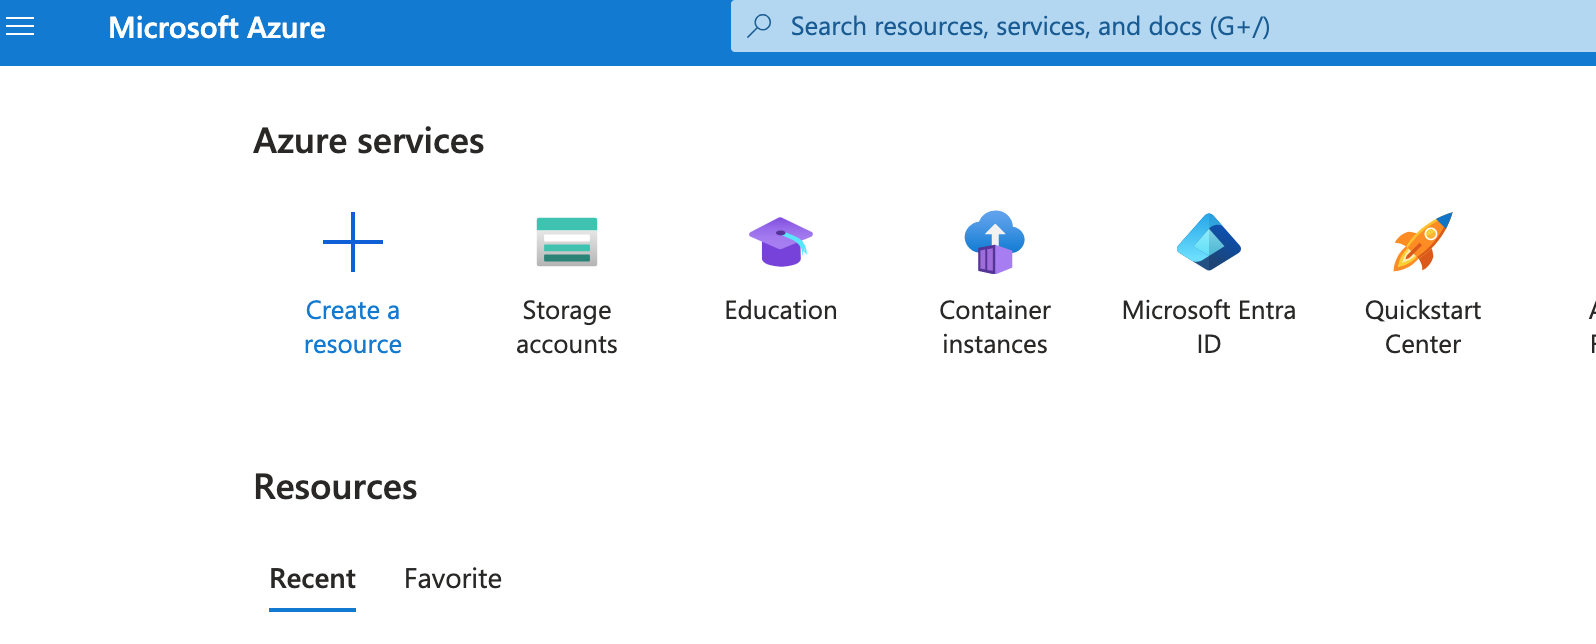 Microsoft Azure
Search resources, services, and docs (G+/)
Azure services
Create a
resource
Storage
accounts
Education
Container
instances
Microsoft Entra
ID
Quickstart
Center
Resources
Recent
Favorite